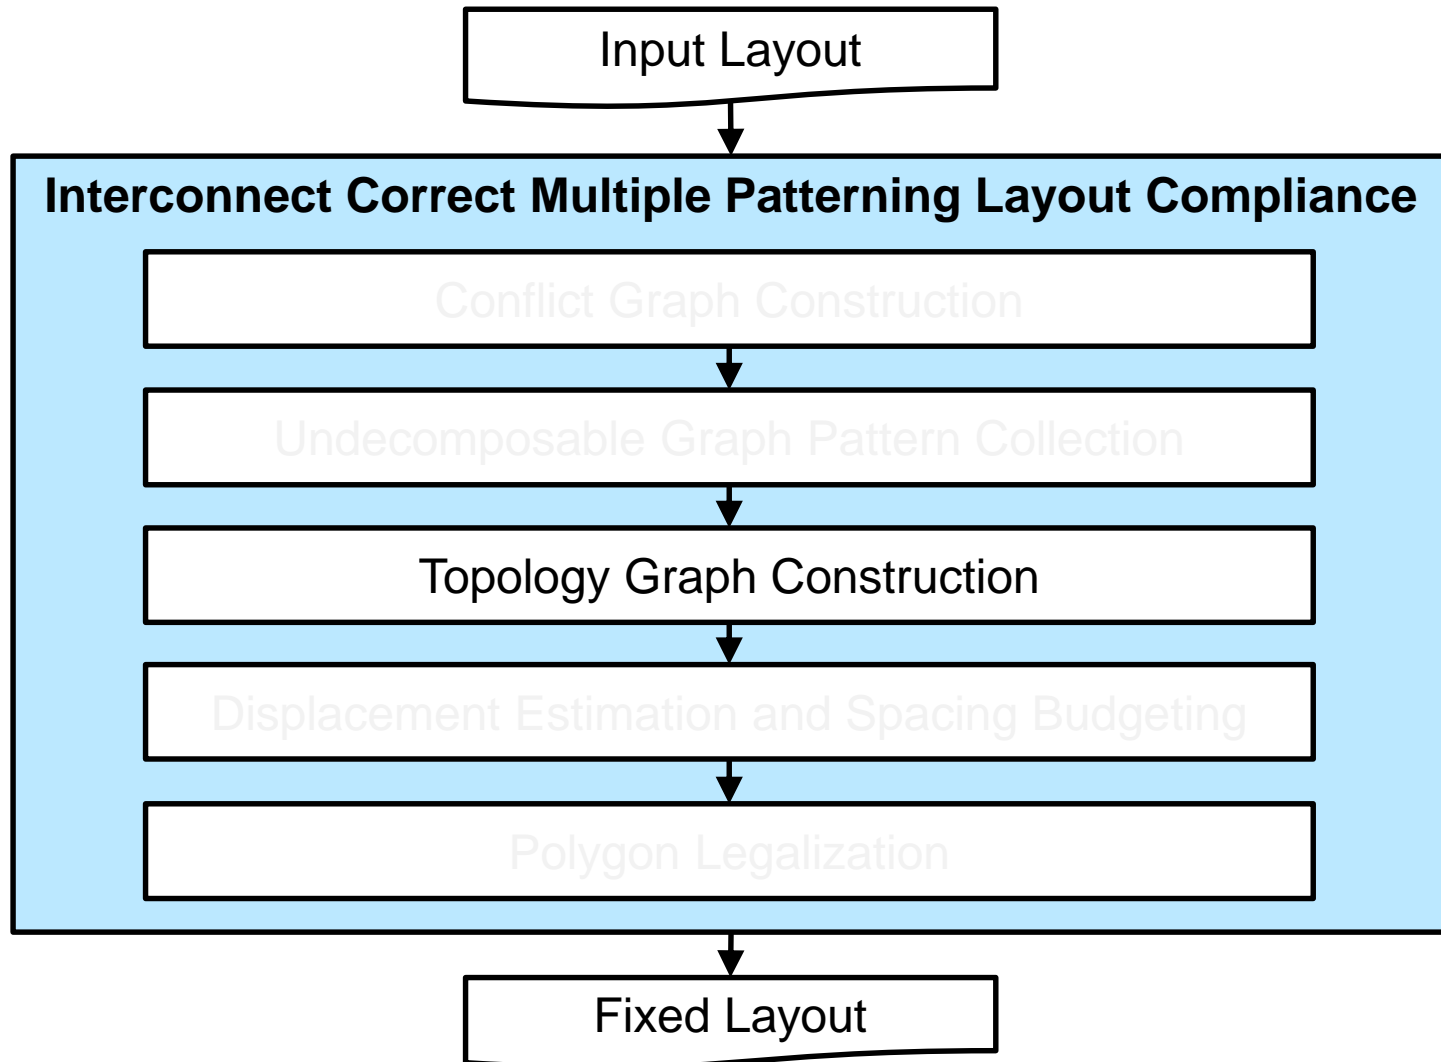 Input Layout
Interconnect Correct Multiple Patterning Layout Compliance
Conflict Graph Construction
Undecomposable Graph Pattern Collection
Topology Graph Construction
Displacement Estimation and Spacing Budgeting
Polygon Legalization
Fixed Layout